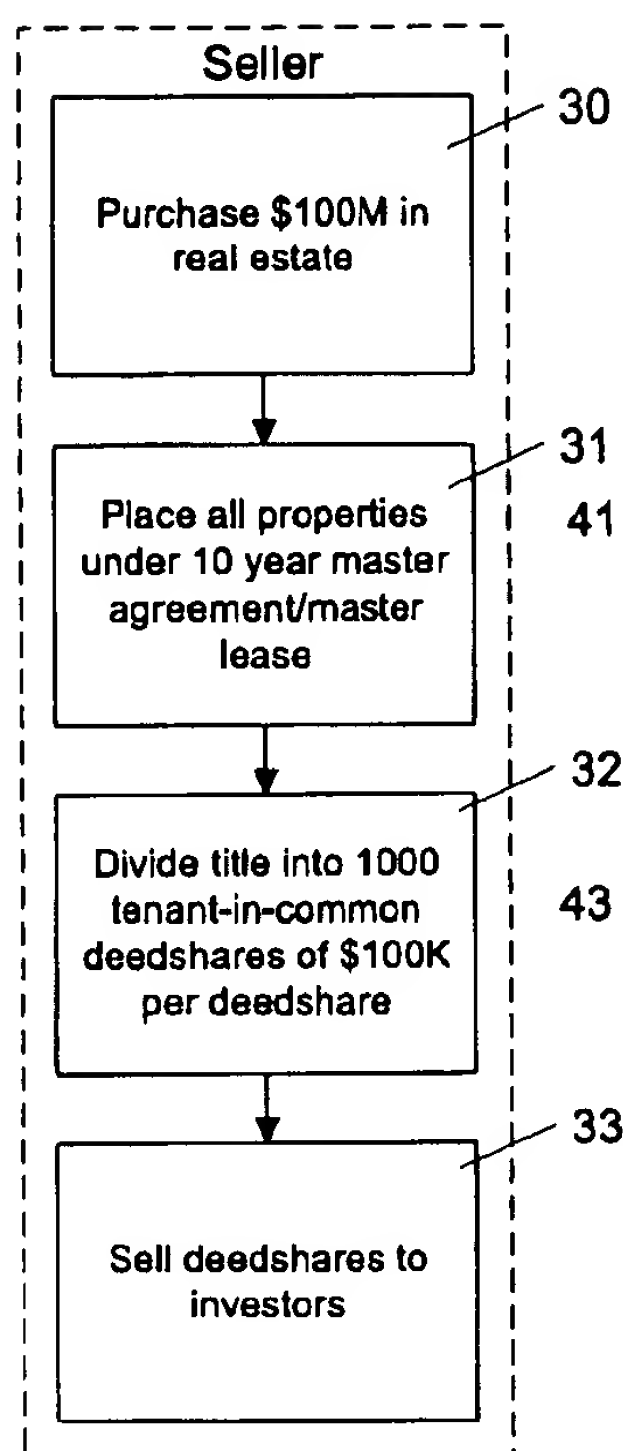 Seller
30
Purchase $100M in
real estate
31
41
Place all properties
under 10 year master
agreement/master
lease
32
43
Divide title into 1000
tenant-in-common
deedshares of $100K
per deedshare
33
Sell deedshares to
investors